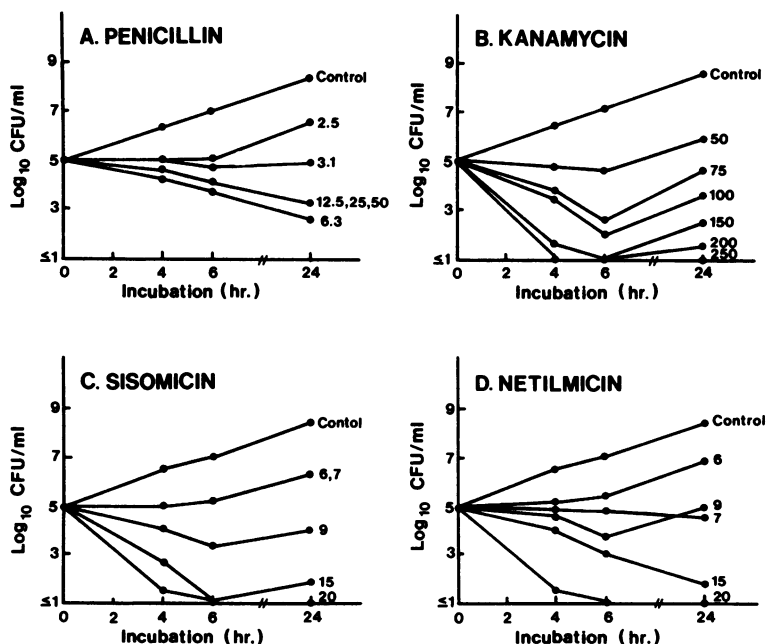 A. PENICILLIN
Log10 CFU/ml
9
7
5
3
≤1
Control
2.5
3.1
12.5,25,50
6.3
0 2 4 6 24
Incubation (hr.)
B. KANAMYCIN
Log10 CFU/ml
9
7
5
3
≤1
Control
50
75
100
150
200
250
0 2 4 6 24
Incubation (hr.)
C. SISOMICIN
Log10 CFU/ml
9
7
5
3
≤1
Contol
6,7
9
15
20
0 2 4 6 24
Incubation (hr.)
D. NETILMICIN
Log10 CFU/ml
9
7
5
3
≤1
Control
6
9
7
15
20
0 2 4 6 24
Incubation (hr.)